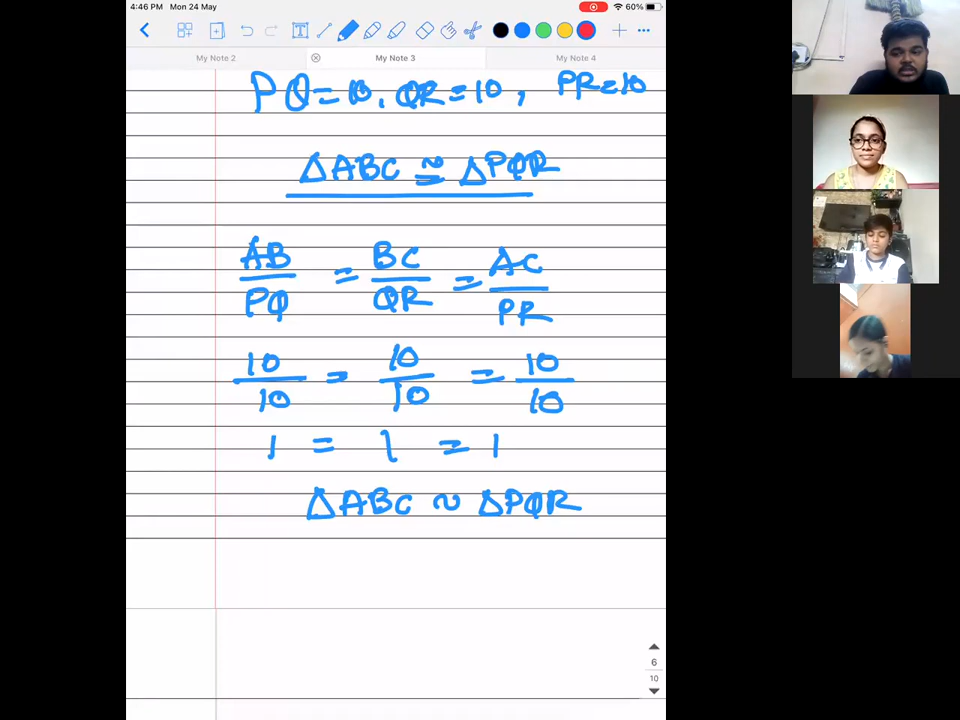 4:46 PM Mon 24 May 60%
My Note 2 My Note 3 My Note 4
PQ = 10, QR = 10, PR = 10
ΔABC ≅ ΔPQR
AB/PQ = BC/QR = AC/PR
10/10 = 10/10 = 10/10
1 = 1 = 1
ΔABC ~ ΔPQR
6
10